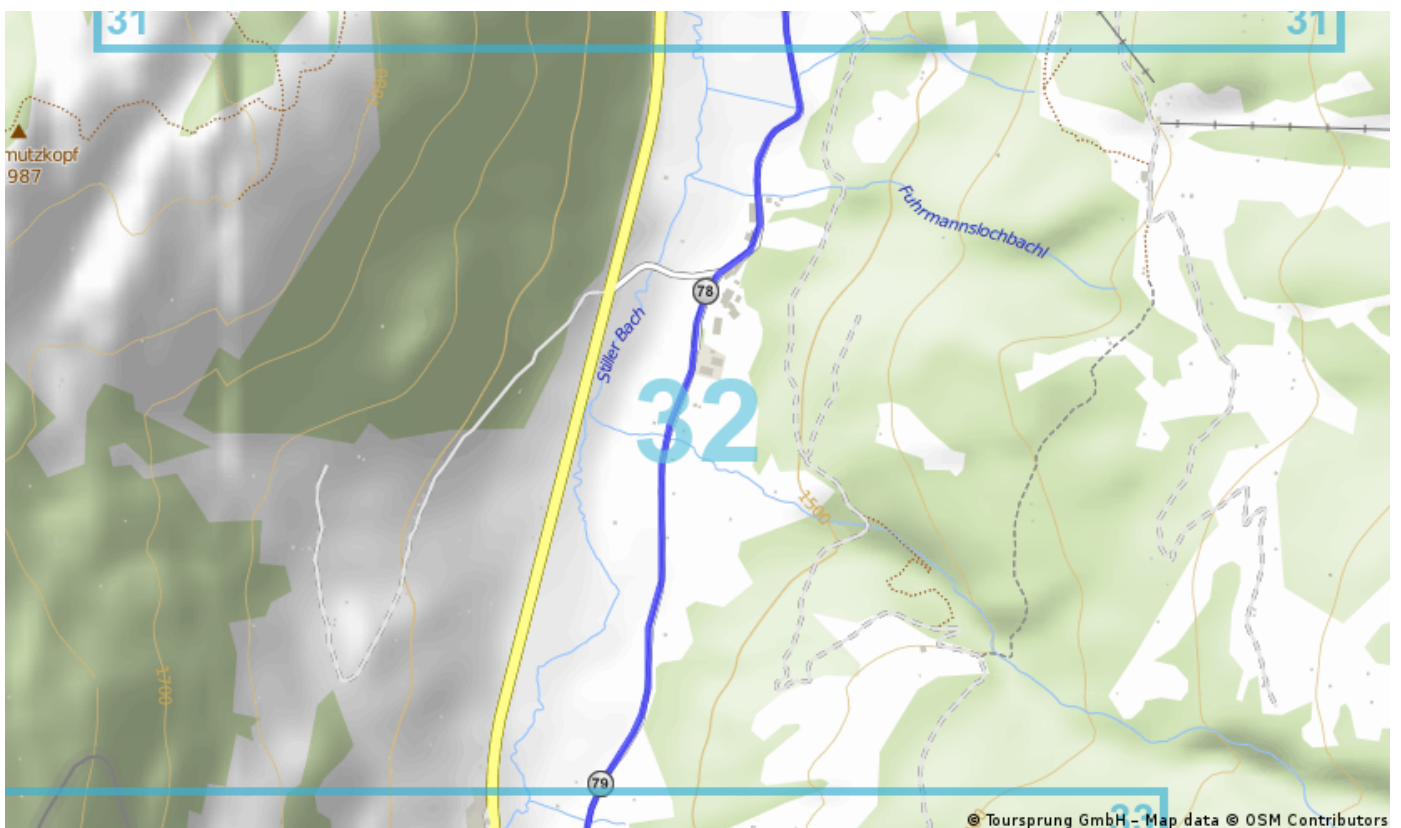 31
31
1800
mutzkopf
987
Fuhrmannslochbachl
78
Stiller Bach
32
1500
1700
79
33
© Toursprung GmbH – Map data © OSM Contributors